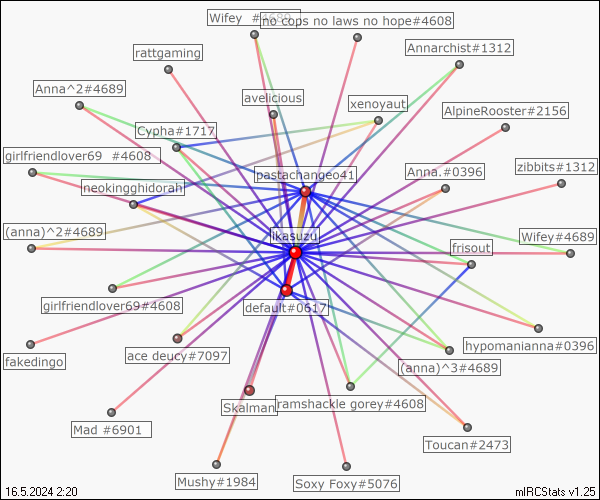 Wifey #4689
no cops no laws no hope#4608
Annarchist#1312
rattgaming
Anna^2#4689
avelicious
xenoyaut
AlpineRooster#2156
Cypha#1717
girlfriendlover69 #4608
pastachangeo41
Anna.#0396
zibbits#1312
neokingghidorah
(anna)^2#4689
ikasuzu
Wifey#4689
frisout
girlfriendlover69#4608
default#0617
fakedingo
ace deucy#7097
hypomanianna#0396
(anna)^3#4689
Skalman
ramshackle gorey#4608
Mad #6901
Toucan#2473
Mushy#1984
Soxy Foxy#5076
16.5.2024 2:20
mIRCStats v1.25